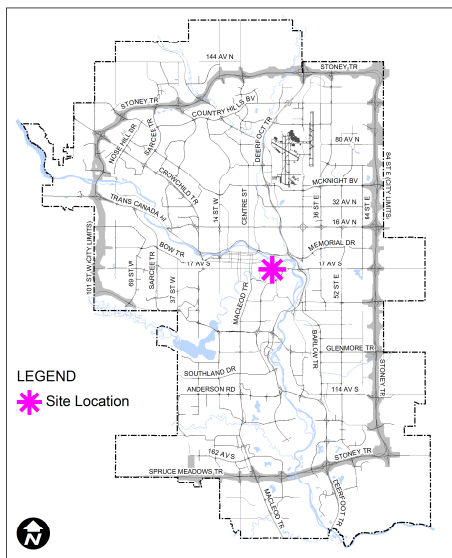 144 AV N
STONEY TR
STONEY TR
COUNTRY HILLS BV
DEERFOOT TR
NOSE HILL DR
SARCEE TR
80 AV N
84 ST E (CITY LIMITS)
CROWCHILD TR
MCKNIGHT BV
14 ST W
CENTRE ST
36 ST E
32 AV N
44 ST E
TRANS CANADA
16 AV N
101 ST W (CITY LIMITS)
BOW TR
MEMORIAL DR
17 AV S
17 AV S
69 ST W
SARCEE TR
37 ST W
MACLEOD TR
52 ST E
BARLOW TR
GLENMORE TR
SOUTHLAND DR
STONEY TR
LEGEND
ANDERSON RD
114 AV S
Site Location
162 AV S
STONEY TR
SPRUCE MEADOWS TR
MACLEOD TR
DEERFOOT TR
N